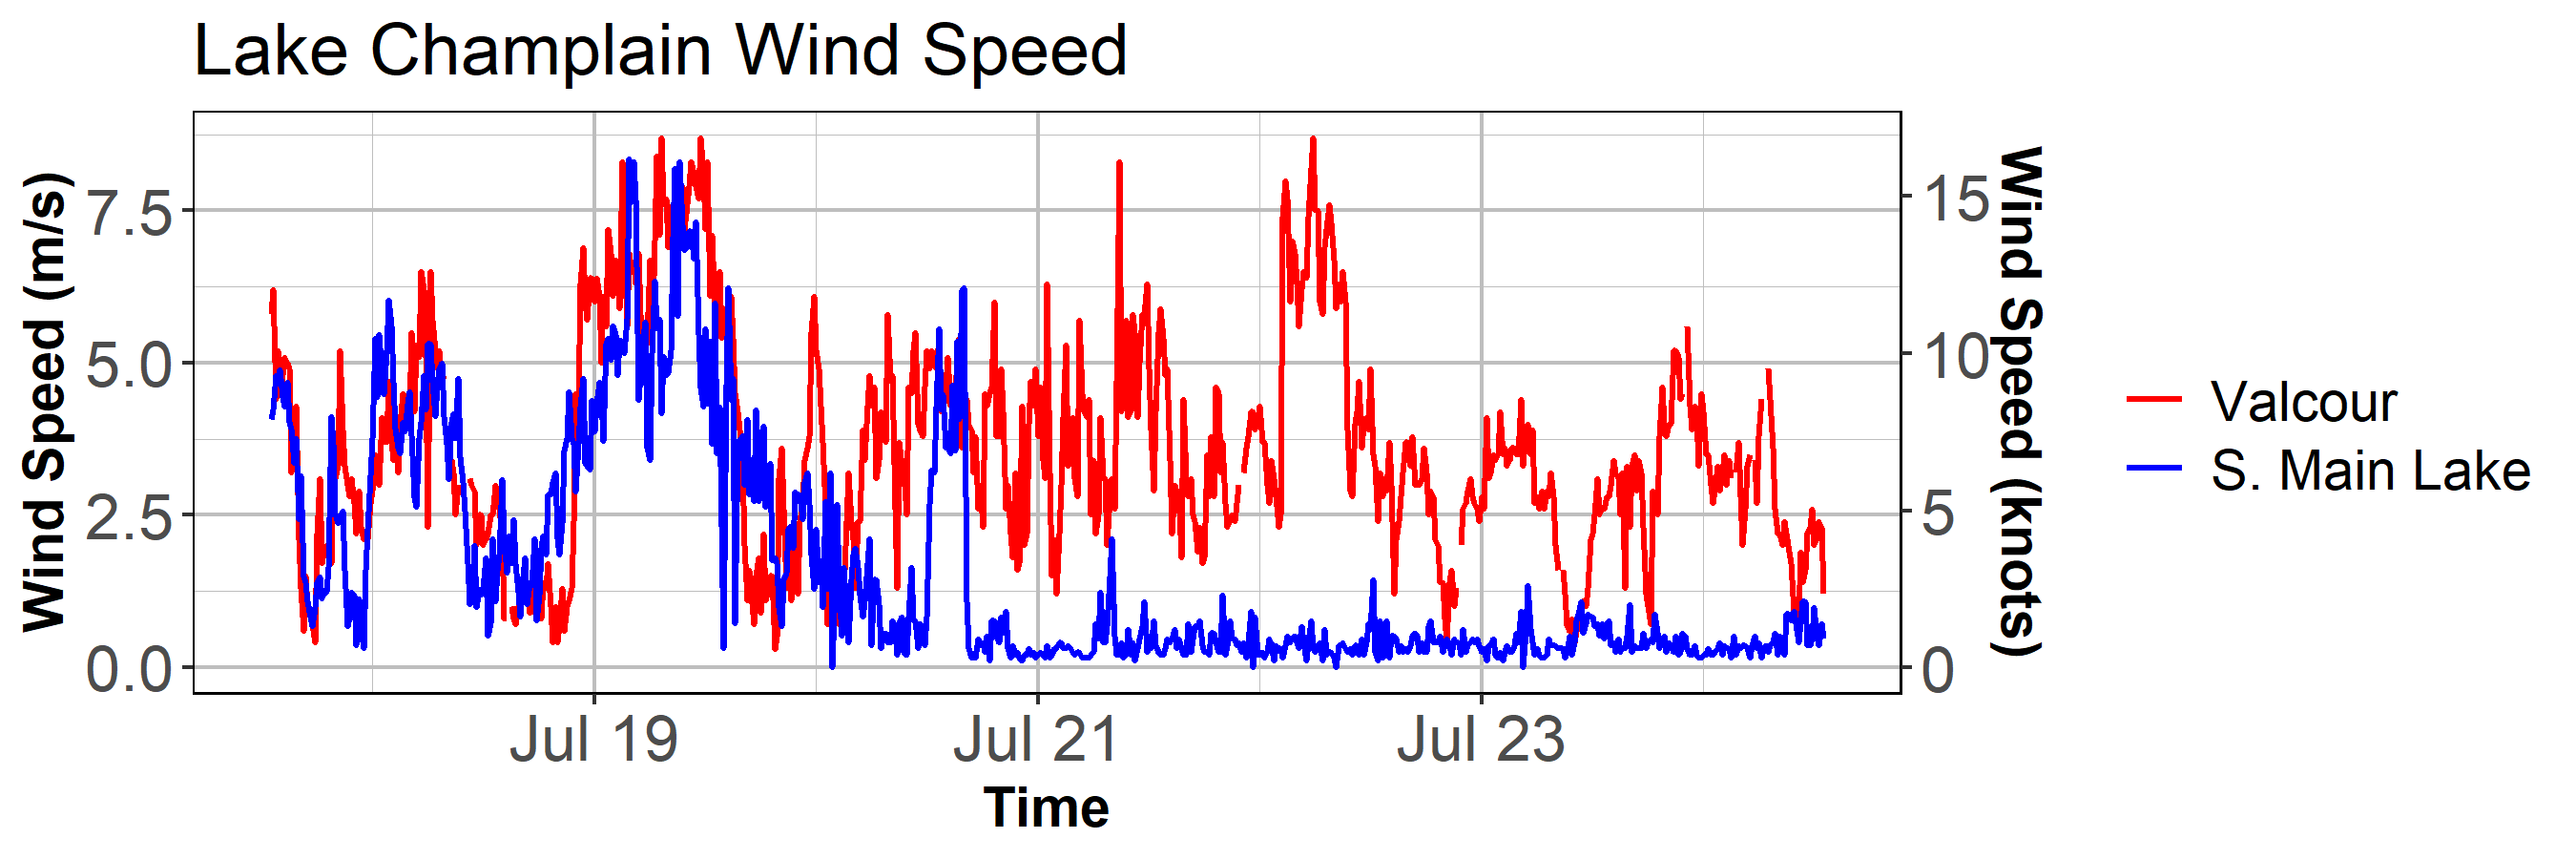 Lake Champlain Wind Speed
Wind Speed (m/s)
7.5
5.0
2.5
0.0
15
10
5
0
Wind Speed (knots)
Jul 19
Jul 21
Jul 23
Time
Valcour
S. Main Lake